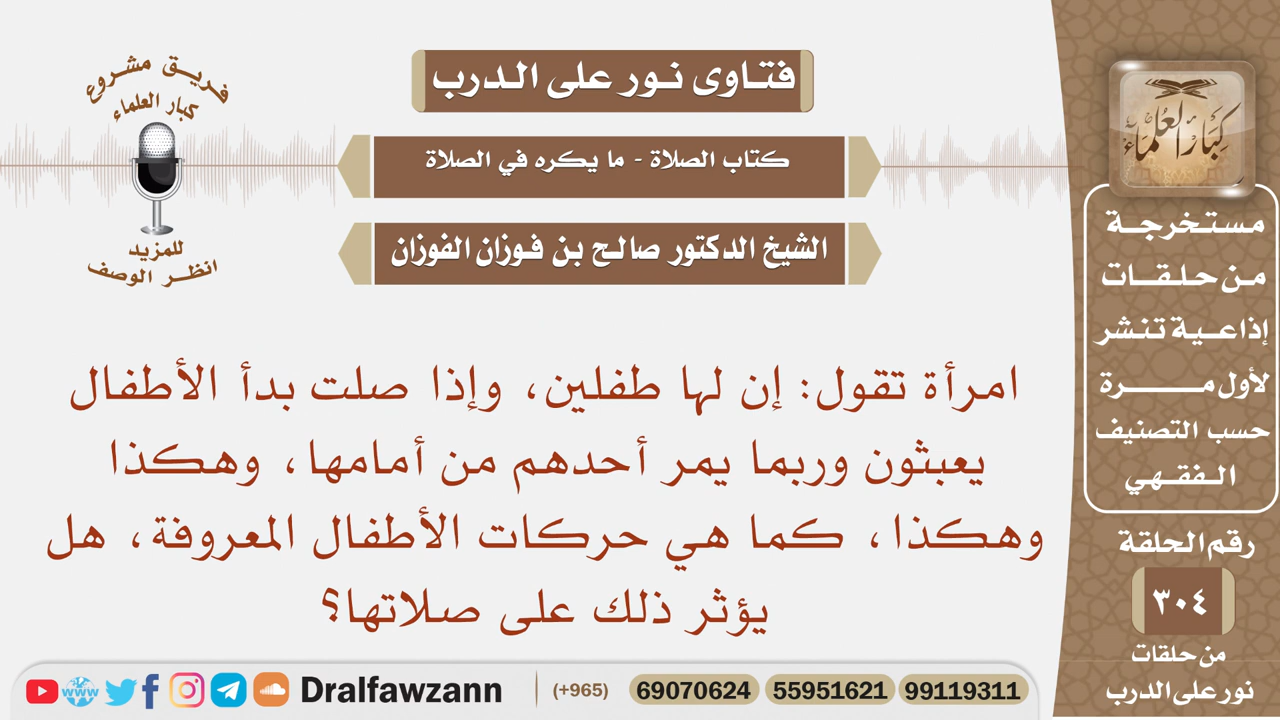 فريق مشروع
كبار العلماء
للمزيد
انظر الوصف
فتاوى نور على الدرب
كتاب الصلاة - ما يكره في الصلاة
الشيخ الدكتور صالح بن فوزان الفوزان
امرأة تقول: إن لها طفلين، وإذا صلت بدأ الأطفال
يعبثون وربما يمر أحدهم من أمامها، وهكذا
وهكذا، كما هي حركات الأطفال المعروفة، هل
يؤثر ذلك على صلاتها؟
كبار العلماء
مستخرجة
من حلقات
إذاعية تنشر
لأول مرة
حسب التصنيف
الفقهي
رقم الحلقة
٣٠٤
من حلقات
نور على الدرب
www
Dralfawzann
(+965)
69070624
55951621
99119311